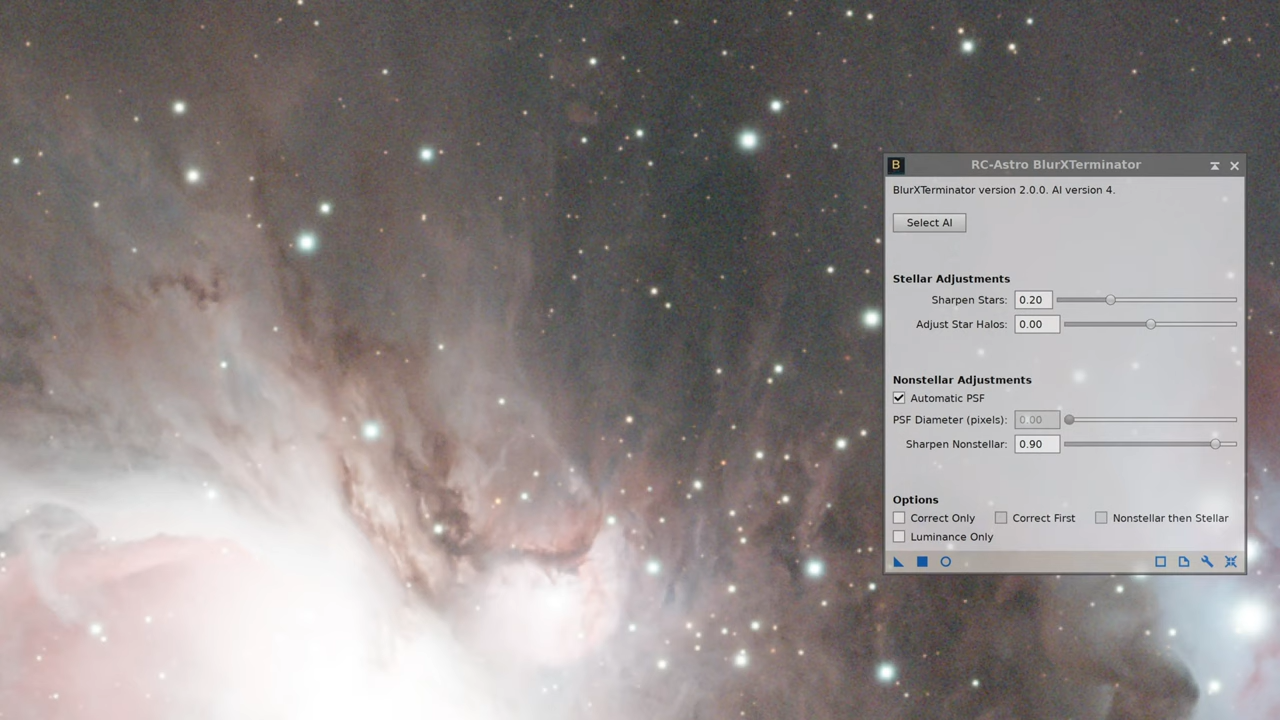 B RC-Astro BlurXTerminator
BlurXTerminator version 2.0.0. AI version 4.
Select AI
Stellar Adjustments
Sharpen Stars: 0.20
Adjust Star Halos: 0.00
Nonstellar Adjustments
Automatic PSF
PSF Diameter (pixels): 0.00
Sharpen Nonstellar: 0.90
Options
Correct Only Correct First Nonstellar then Stellar
Luminance Only